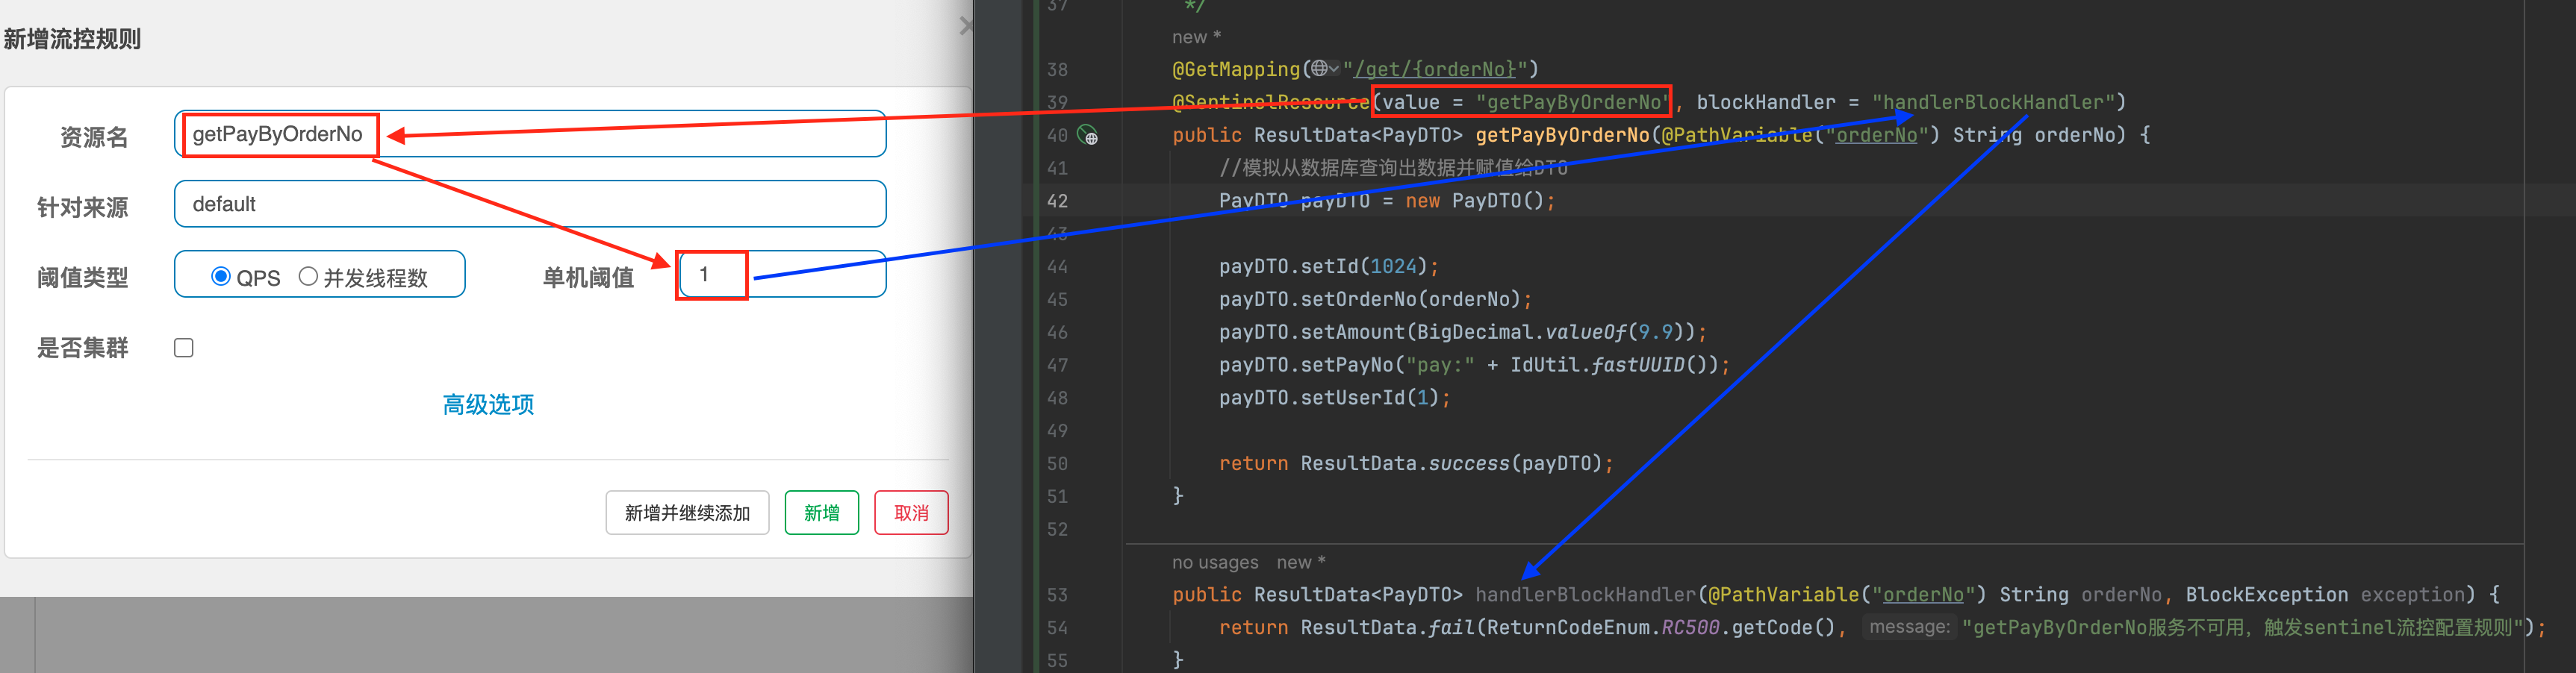 新增流控规则
资源名
getPayByOrderNo
针对来源
default
阈值类型
QPS
并发线程数
单机阈值
1
是否集群
高级选项
新增并继续添加
新增
取消
37 */
new *
38 @GetMapping("/get/{orderNo}")
39 @SentinelResource(value = "getPayByOrderNo", blockHandler = "handlerBlockHandler")
40 public ResultData<PayDTO> getPayByOrderNo(@PathVariable("orderNo") String orderNo) {
41 //模拟从数据库查询出数据并赋值给DTO
42 PayDTO payDTO = new PayDTO();
43
44 payDTO.setId(1024);
45 payDTO.setOrderNo(orderNo);
46 payDTO.setAmount(BigDecimal.valueOf(9.9));
47 payDTO.setPayNo("pay:" + IdUtil.fastUUID());
48 payDTO.setUserId(1);
49
50 return ResultData.success(payDTO);
51 }
52
no usages new *
53 public ResultData<PayDTO> handlerBlockHandler(@PathVariable("orderNo") String orderNo, BlockException exception) {
54 return ResultData.fail(ReturnCodeEnum.RC500.getCode(), message: "getPayByOrderNo服务不可用，触发sentinel流控配置规则");
55 }